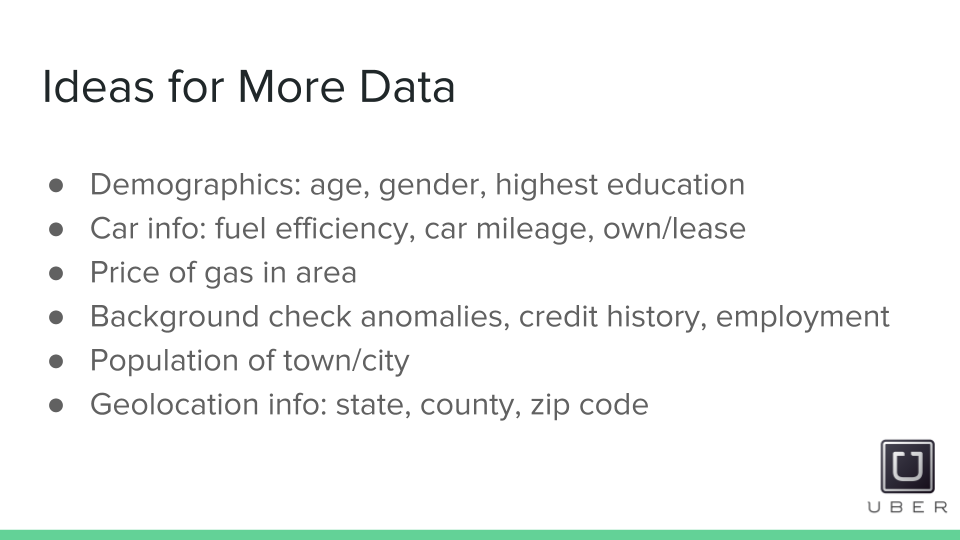 Ideas for More Data
● Demographics: age, gender, highest education
● Car info: fuel efficiency, car mileage, own/lease
● Price of gas in area
● Background check anomalies, credit history, employment
● Population of town/city
● Geolocation info: state, county, zip code
U
UBER